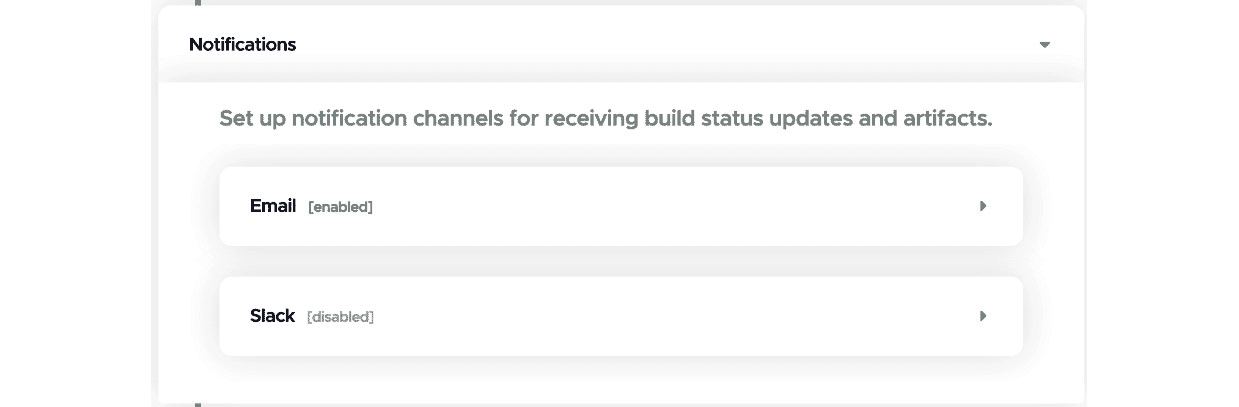 Notifications
Set up notification channels for receiving build status updates and artifacts.
Email [enabled]
Slack [disabled]